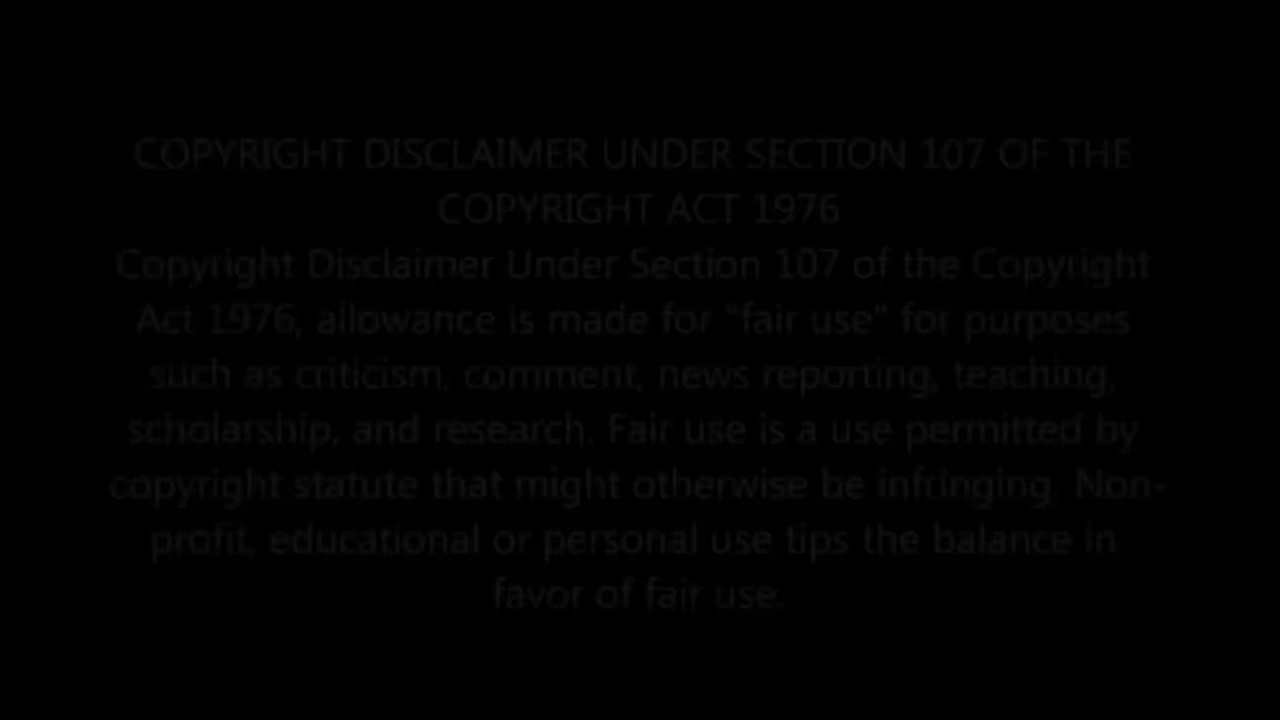 COPYRIGHT DISCLAIMER UNDER SECTION 107 OF THE
COPYRIGHT ACT 1976
Copyright Disclaimer Under Section 107 of the Copyright
Act 1976, allowance is made for "fair use" for purposes
such as criticism, comment, news reporting, teaching,
scholarship, and research. Fair use is a use permitted by
copyright statute that might otherwise be infringing. Non-
profit, educational or personal use tips the balance in
favor of fair use.